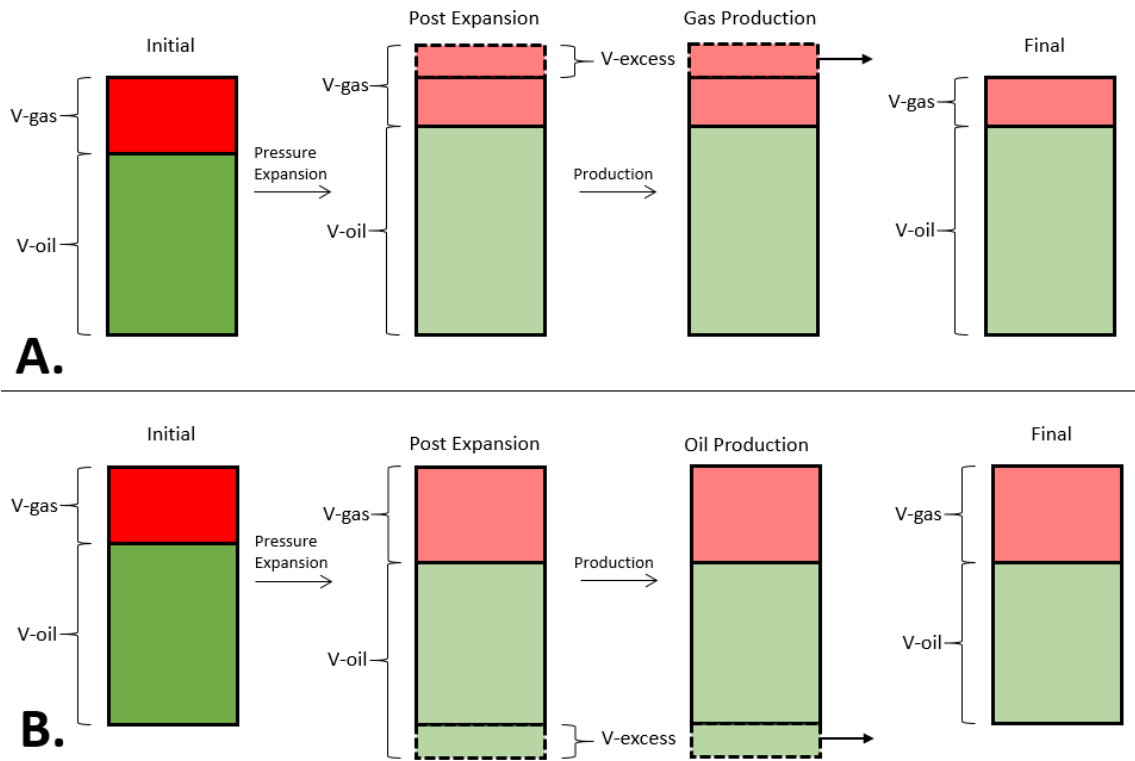 Initial
Post Expansion
Gas Production
Final
V-gas
V-oil
Pressure
Expansion
V-gas
V-oil
V-excess
Production
V-gas
V-oil
A.
Initial
Post Expansion
Oil Production
Final
V-gas
V-oil
Pressure
Expansion
V-gas
V-oil
Production
V-excess
V-gas
V-oil
B.